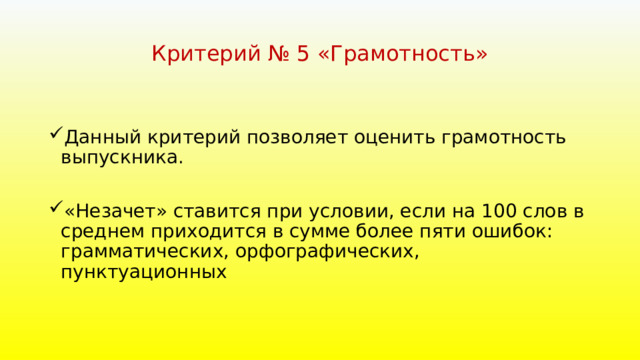 Критерий № 5 «Грамотность»
✓Данный критерий позволяет оценить грамотность
выпускника.
✓«Незачет» ставится при условии, если на 100 слов в
среднем приходится в сумме более пяти ошибок:
грамматических, орфографических,
пунктуационных